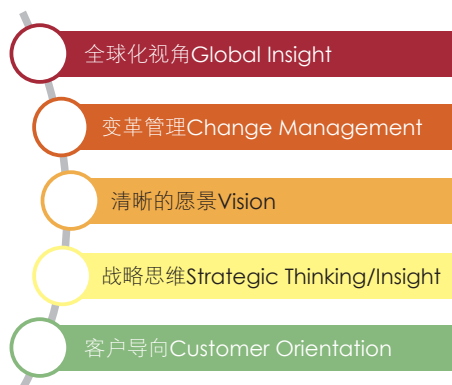 全球化视角Global Insight
变革管理Change Management
清晰的愿景Vision
战略思维Strategic Thinking/Insight
客户导向Customer Orientation